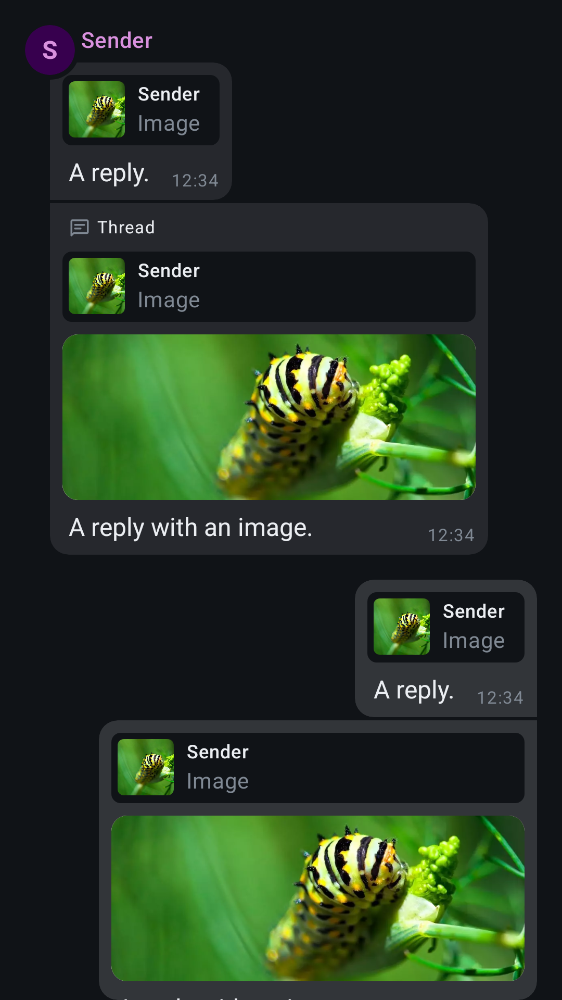 S
Sender
Sender
Image
A reply.
12:34
Thread
Sender
Image
A reply with an image.
12:34
Sender
Image
A reply.
12:34
Sender
Image